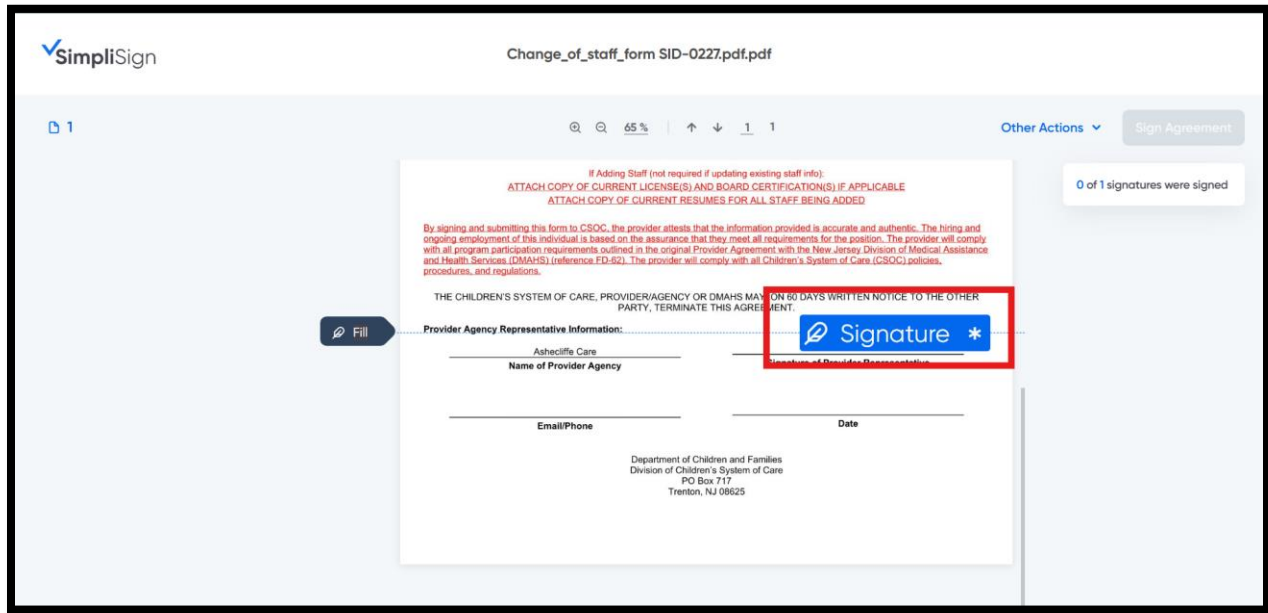 SimpliSign
Change_of_staff_form SID-0227.pdf.pdf
1
65 %
1 1
Other Actions
Sign Agreement
0 of 1 signatures were signed
If Adding Staff (not required if updating existing staff info):
ATTACH COPY OF CURRENT LICENSE(S) AND BOARD CERTIFICATION(S) IF APPLICABLE
ATTACH COPY OF CURRENT RESUMES FOR ALL STAFF BEING ADDED
By signing and submitting this form to CSOC, the provider attests that the information provided is accurate and authentic. The hiring and
ongoing employment of this individual is based on the assurance that they meet all requirements for the position. The provider will comply
with all program participation requirements outlined in the original Provider Agreement with the New Jersey Division of Medical Assistance
and Health Services (DMAHS) (reference FD-62). The provider will comply with all Children's System of Care (CSOC) policies,
procedures, and regulations.
THE CHILDREN'S SYSTEM OF CARE, PROVIDER/AGENCY OR DMAHS MAY, ON 60 DAYS WRITTEN NOTICE TO THE OTHER
PARTY, TERMINATE THIS AGREEMENT.
Fill
Provider Agency Representative Information:
Signature *
Ashecliffe Care
Name of Provider Agency
Signature of Provider Representative
Email/Phone
Date
Department of Children and Families
Division of Children's System of Care
PO Box 717
Trenton, NJ 08625